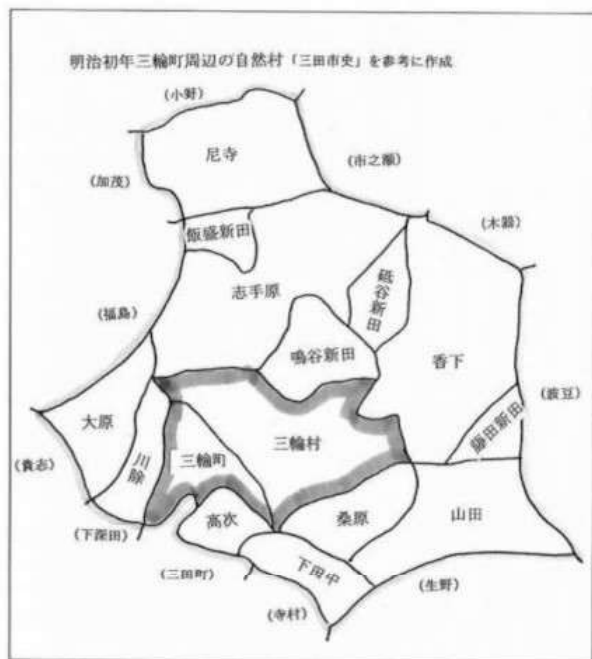 明治初年三輪町周辺の自然村「三田市史」を参考に作成
(小野)
尼寺
(市之瀬)
(加茂)
飯盛新田
(木器)
志手原
砥谷新田
(福島)
鳴谷新田
香下
(波豆)
大原
藤田新田
三輪村
川除
三輪町
(貴志)
高次
桑原
山田
(下深田)
下田中
(三田町)
(生野)
(寺村)